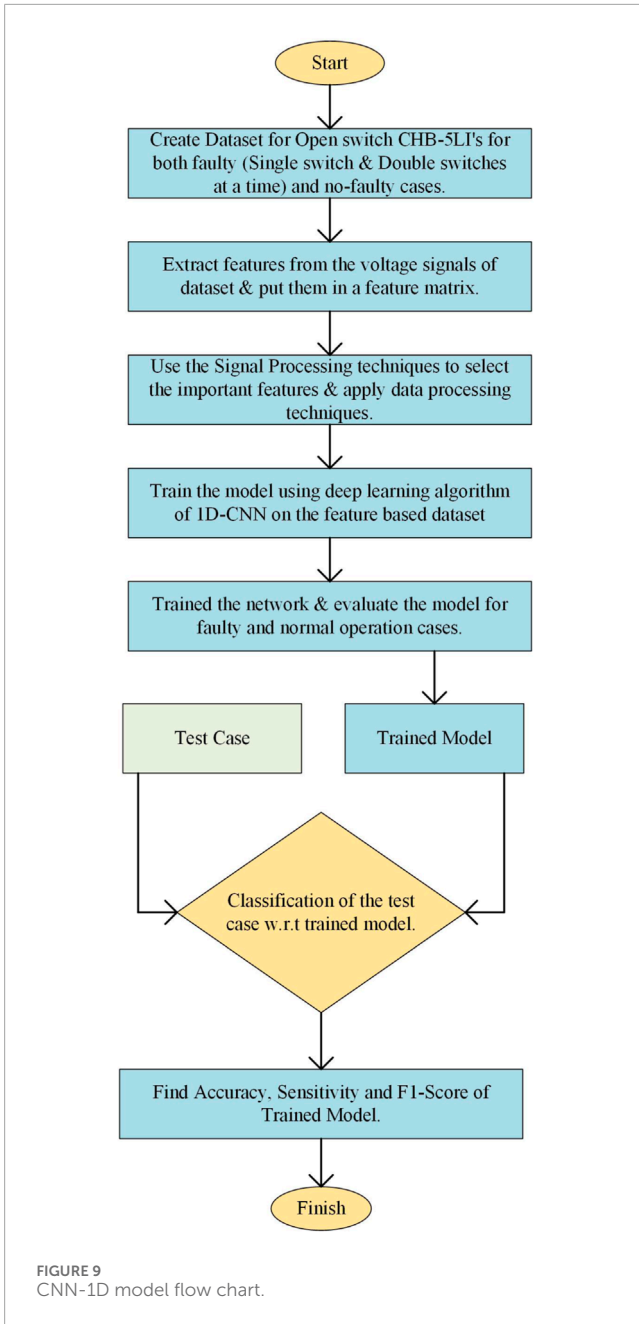 Start
Create Dataset for Open switch CHB-5LI's for
both faulty (Single switch & Double switches
at a time) and no-faulty cases.
Extract features from the voltage signals of
dataset & put them in a feature matrix.
Use the Signal Processing techniques to select
the important features & apply data processing
techniques.
Train the model using deep learning algorithm
of 1D-CNN on the feature based dataset
Trained the network & evaluate the model for
faulty and normal operation cases.
Test Case
Trained Model
Classification of the test
case w.r.t trained model.
Find Accuracy, Sensitivity and F1-Score of
Trained Model.
Finish
FIGURE 9
CNN-1D model flow chart.